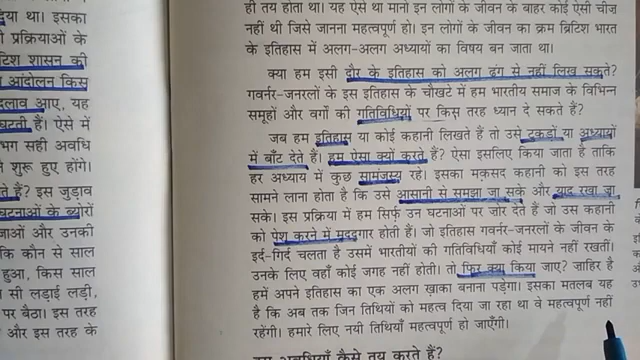 दिया था। इसका
ही तय होता था। यह ऐसे था मानो इन लोगों के जीवन के बाहर कोई ऐसी चीज़
नहीं थी जिसे जानना महत्वपूर्ण हो। इन लोगों के जीवन का क्रम ब्रिटिश भारत
के इतिहास में अलग-अलग अध्यायों का विषय बन जाता था।
क्या हम इसी दौर के इतिहास को अलग ढंग से नहीं लिख सकते?
गवर्नर-जनरलों के इस इतिहास के चौखटे में हम भारतीय समाज के विभिन्न
समूहों और वर्गों की गतिविधियों पर किस तरह ध्यान दे सकते हैं?
जब हम इतिहास या कोई कहानी लिखते हैं तो उसे टुकड़ों या अध्यायों
में बाँट देते हैं। हम ऐसा क्यों करते हैं? ऐसा इसलिए किया जाता है ताकि
हर अध्याय में कुछ सामंजस्य रहे। इसका मकसद कहानी को इस तरह
सामने लाना होता है कि उसे आसानी से समझा जा सके और याद रखा जा
सके। इस प्रक्रिया में हम सिर्फ़ उन घटनाओं पर ज़ोर देते हैं जो उस कहानी
को पेश करने में मददगार होती हैं। जो इतिहास गवर्नर-जनरलों के जीवन के
इर्द-गिर्द चलता है उसमें भारतीयों की गतिविधियाँ कोई मायने नहीं रखतीं।
उनके लिए वहाँ कोई जगह नहीं होती। तो फिर क्या किया जाए? ज़ाहिर है
हमें अपने इतिहास का एक अलग ख़ाका बनाना पड़ेगा। इसका मतलब यह
है कि अब तक जिन तिथियों को महत्व दिया जा रहा था वे महत्वपूर्ण नहीं
रहेंगी। हमारे लिए नयी तिथियाँ महत्वपूर्ण हो जाएँगी।
अवधियाँ कैसे तय करते हैं?
प्रक्रियाओं के
ब्रिटिश शासन की
आंदोलन किस
बदलाव आए, यह
घटती हैं। ऐसे में
भग सही अवधि
शुरू हुए होंगे।
ते हैं? इस जुड़ाव
घटनाओं के ब्योरों
जाओं और उनकी
कि कौन से साल
हुआ, किस साल
सी लड़ाई लड़ी,
पर बैठा। इस तरह
और इस तरह के